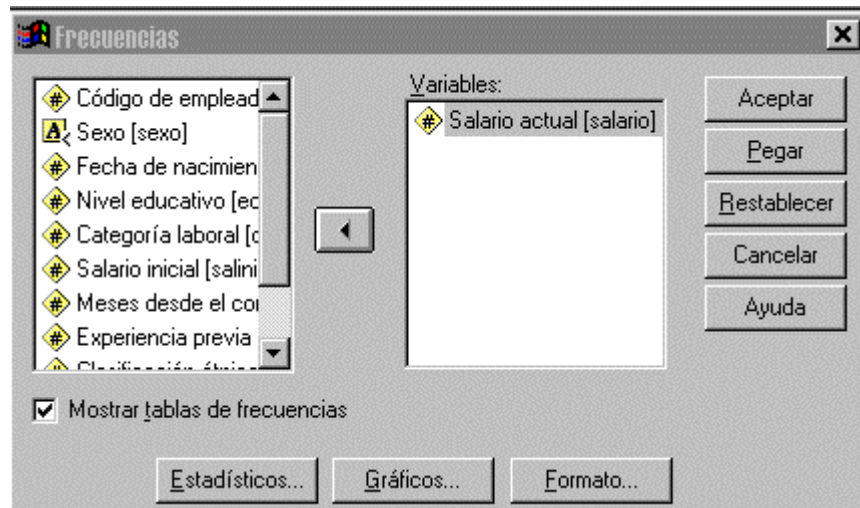 Frecuencias
Código de emplead
Sexo [sexo]
Fecha de nacimien
Nivel educativo [ec
Categoría laboral [c
Salario inicial [salini
Meses desde el coi
Experiencia previa
Variables:
Salario actual [salario]
Aceptar
Pegar
Restablecer
Cancelar
Ayuda
Mostrar tablas de frecuencias
Estadísticos...
Gráficos...
Formato...